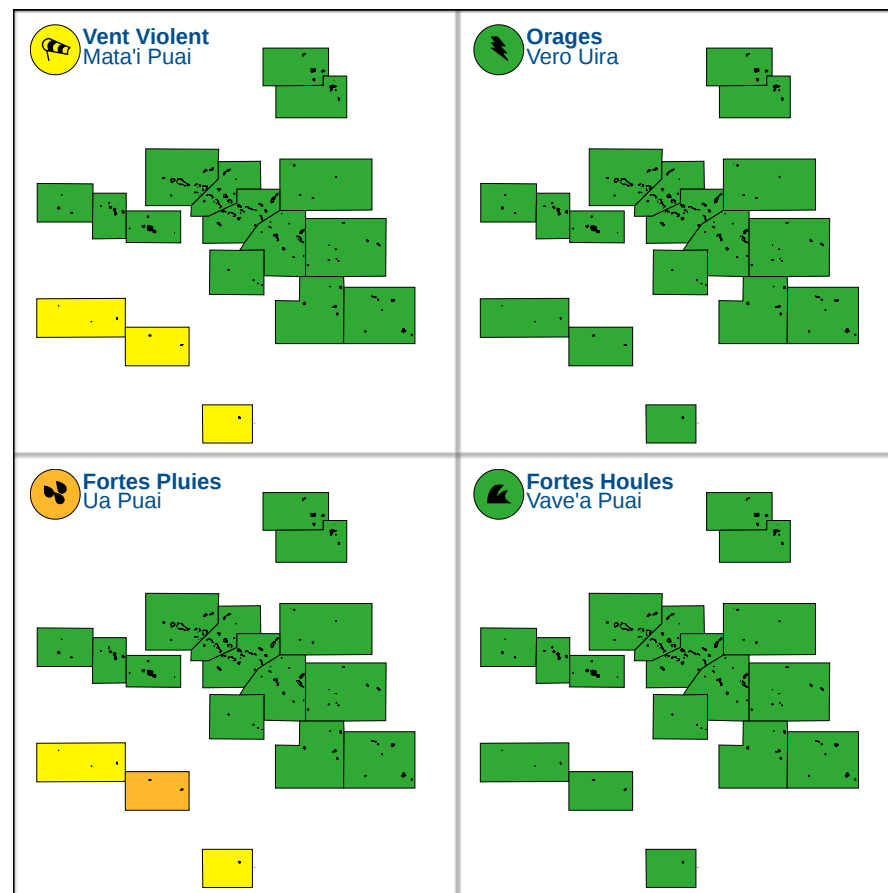 Vent Violent
Mata'i Puai
Orages
Vero Uira
Fortes Pluies
Ua Puai
Fortes Houles
Vave'a Puai